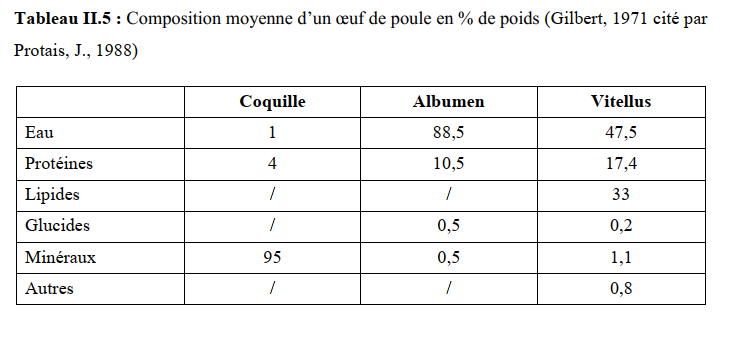 Tableau II.5 : Composition moyenne d’un œuf de poule en % de poids (Gilbert, 1971 cité par
Protais, J., 1988)
Coquille Albumen Vitellus
Eau 1 88,5 47,5
Protéines 4 10,5 17,4
Lipides / / 33
Glucides / 0,5 0,2
Minéraux 95 0,5 1,1
Autres / / 0,8